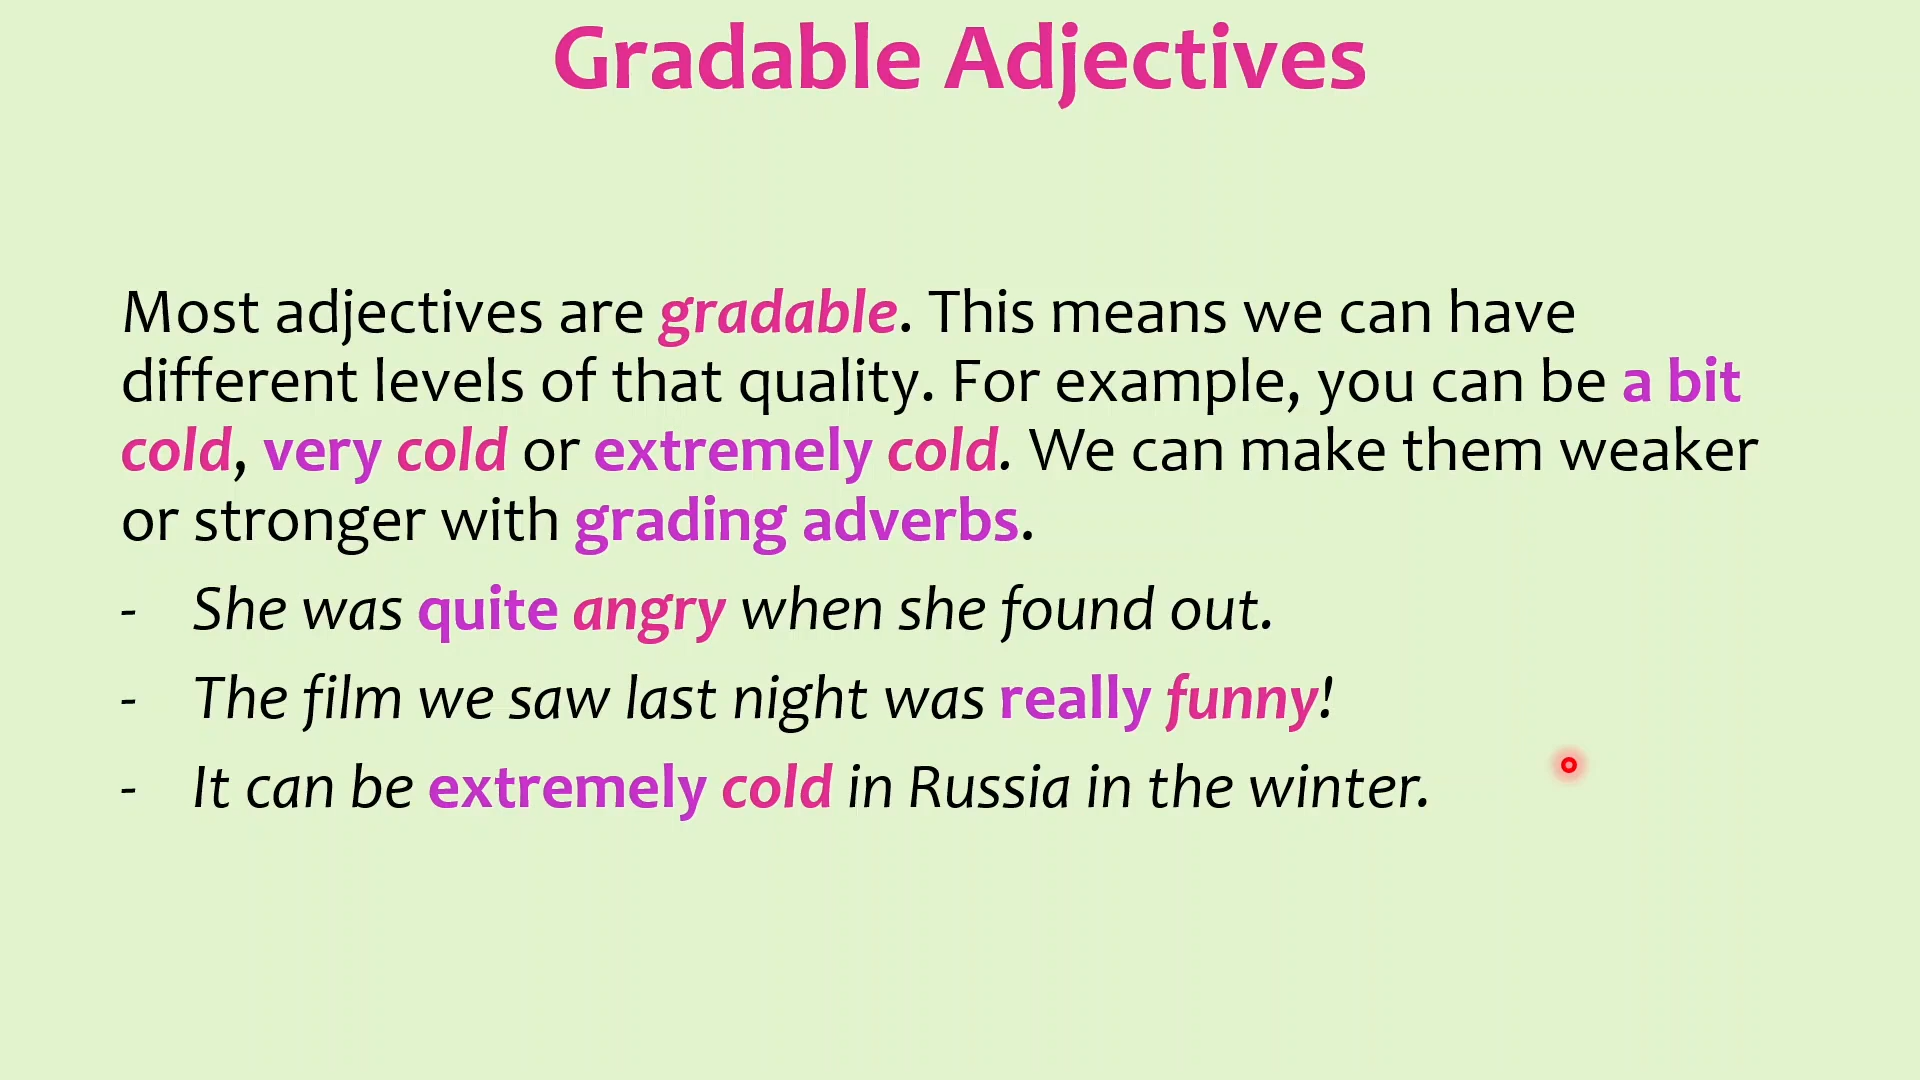 Gradable Adjectives
Most adjectives are gradable. This means we can have
different levels of that quality. For example, you can be a bit
cold, very cold or extremely cold. We can make them weaker
or stronger with grading adverbs.
- She was quite angry when she found out.
- The film we saw last night was really funny!
- It can be extremely cold in Russia in the winter.